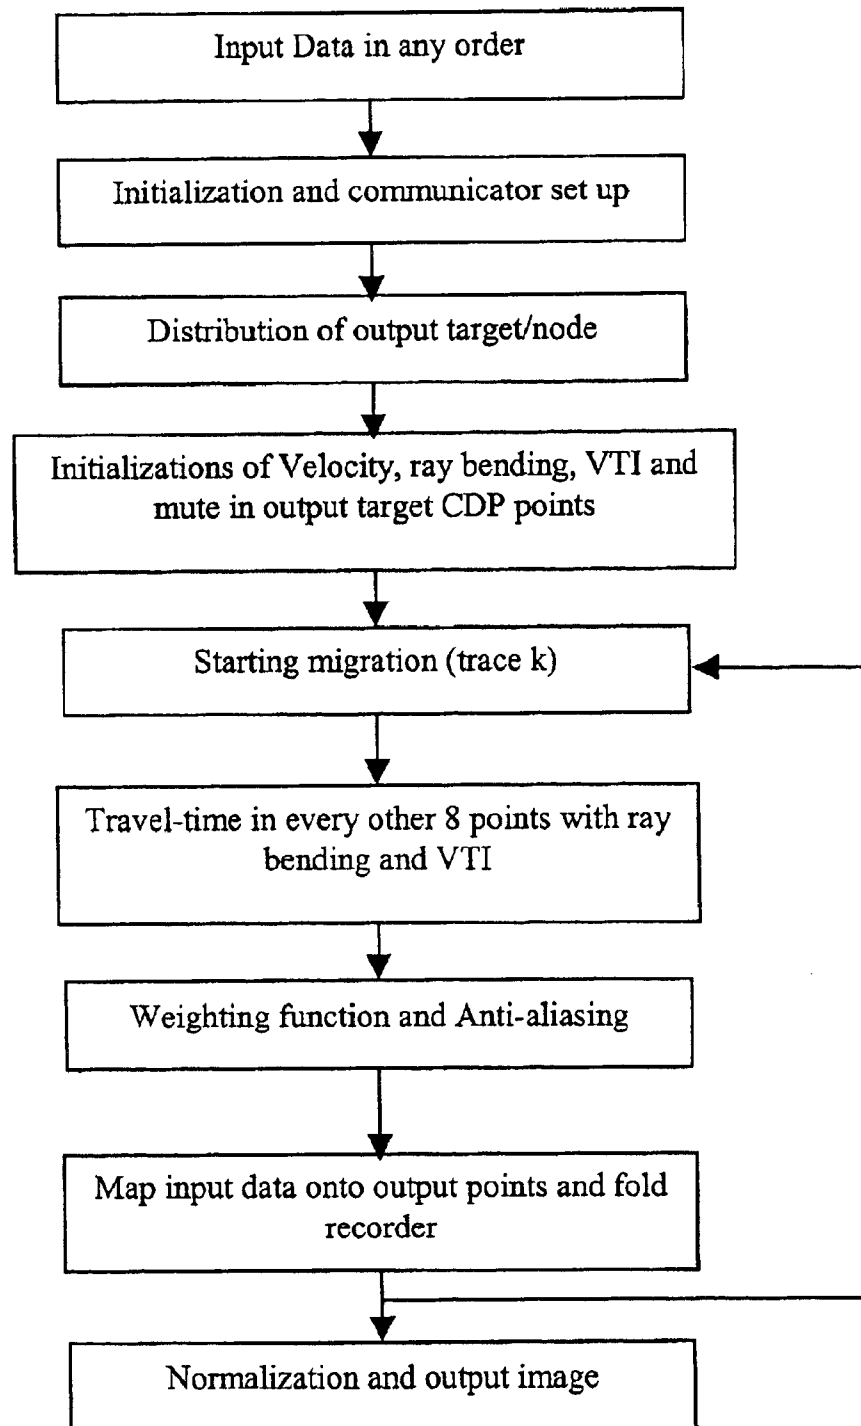 Input Data in any order
Initialization and communicator set up
Distribution of output target/node
Initializations of Velocity, ray bending, VTI and
mute in output target CDP points
Starting migration (trace k)
Travel-time in every other 8 points with ray
bending and VTI
Weighting function and Anti-aliasing
Map input data onto output points and fold
recorder
Normalization and output image